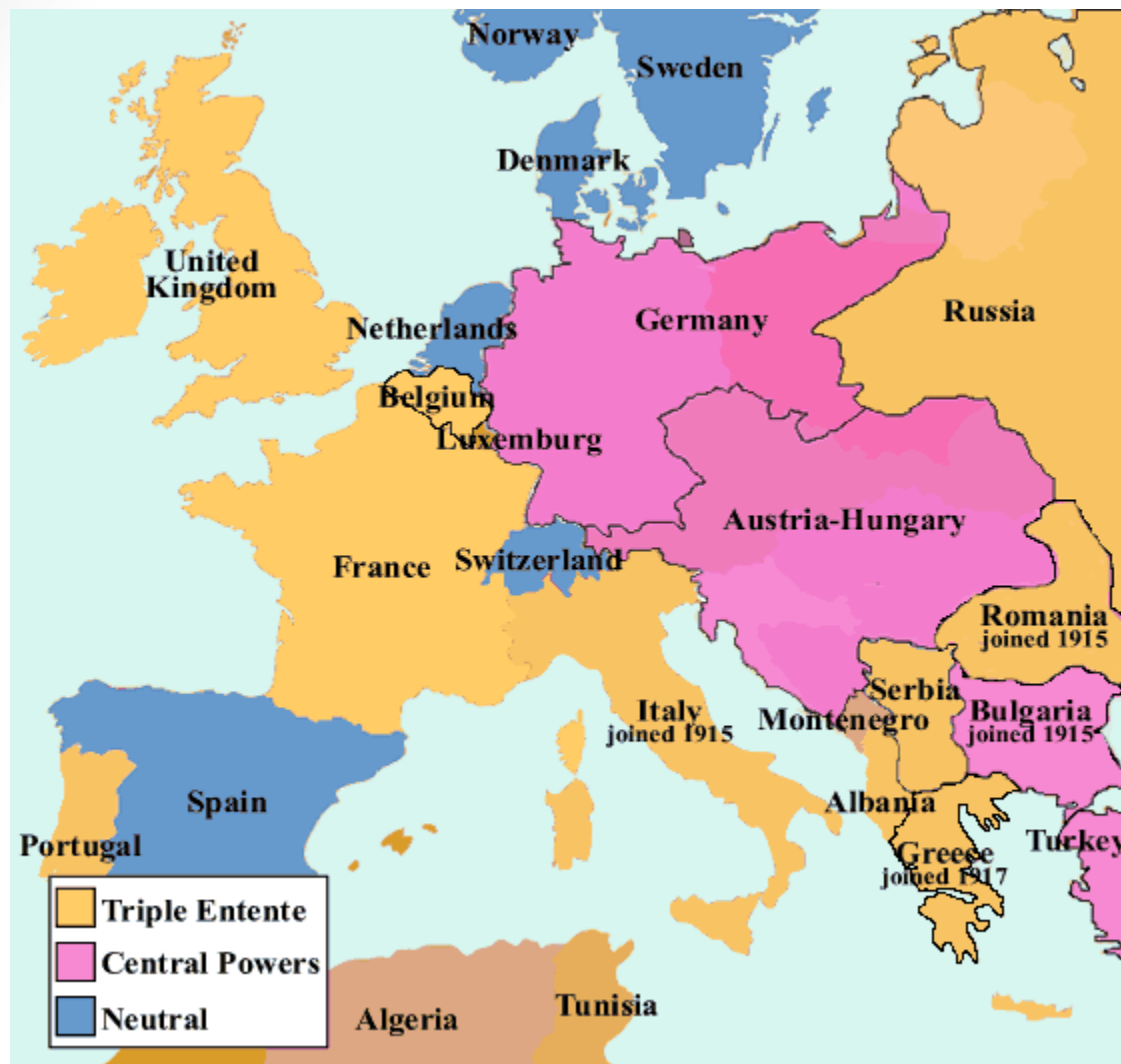 Norway
Sweden
Denmark
United
Kingdom
Netherlands
Germany
Russia
Belgium
Luxemburg
Austria-Hungary
France
Switzerland
Romania
joined 1915
Serbia
Italy
joined 1915
Montenegro
Bulgaria
joined 1915
Spain
Albania
Portugal
Greece
joined 1917
Turkey
Triple Entente
Central Powers
Neutral
Algeria
Tunisia